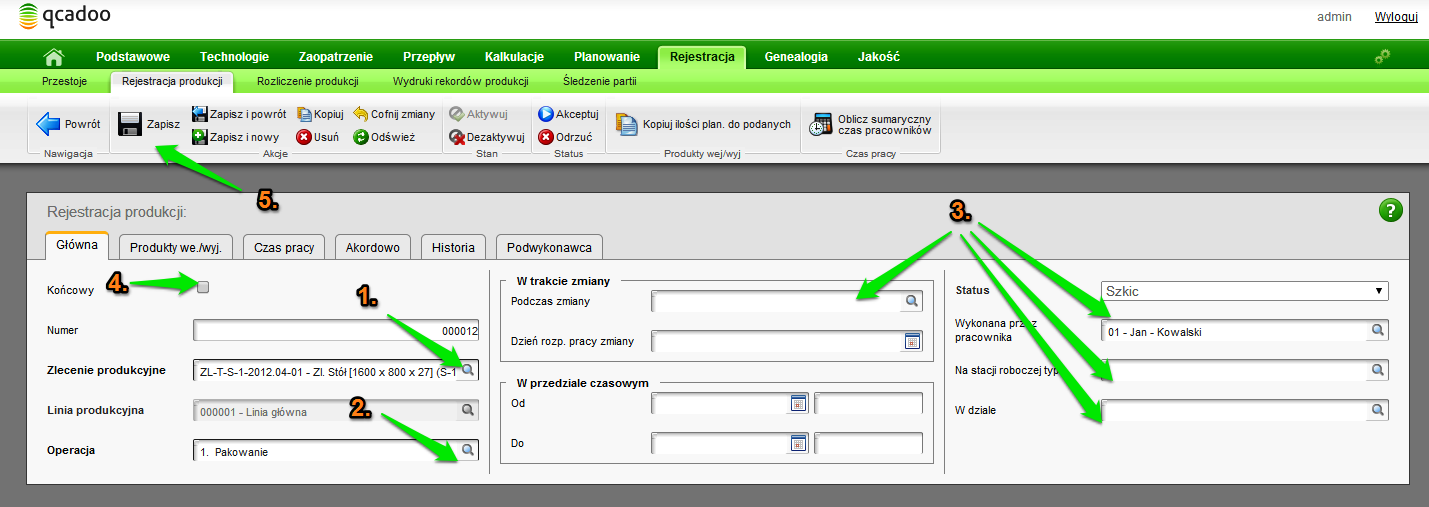 qcadoo
admin Wyloguj
Podstawowe Technologie Zaopatrzenie Przepływ Kalkulacje Planowanie Rejestracja Genealogia Jakość
Przestoje Rejestracja produkcji Rozliczenie produkcji Wydruki rekordów produkcji Śledzenie partii
Powrót
Nawigacja
Zapisz
Zapisz i powrót Kopiuj Cofnij zmiany
Zapisz i nowy Usuń Odśwież
Akcje
Aktywuj
Dezaktywuj
Stan
Akceptuj
Odrzuć
Status
Kopiuj ilości plan. do podanych
Produkty wej/wyj
Oblicz sumaryczny
czas pracowników
Czas pracy
5.
Rejestracja produkcji:
3.
?
Główna Produkty we./wyj. Czas pracy Akordowo Historia Podwykonawca
Końcowy
4.
Numer 000012
1.
Zlecenie produkcyjne ZL-T-S-1-2012.04-01 - Zl. Stół [1600 x 800 x 27] (S-1
Linia produkcyjna 000001 - Linia główna
2.
Operacja 1. Pakowanie
W trakcie zmiany
Podczas zmiany
Dzień rozp. pracy zmiany
W przedziale czasowym
Od
Do
Status Szkic
Wykonana przez
pracownika
01 - Jan - Kowalski
Na stacji roboczej typ
W dziale